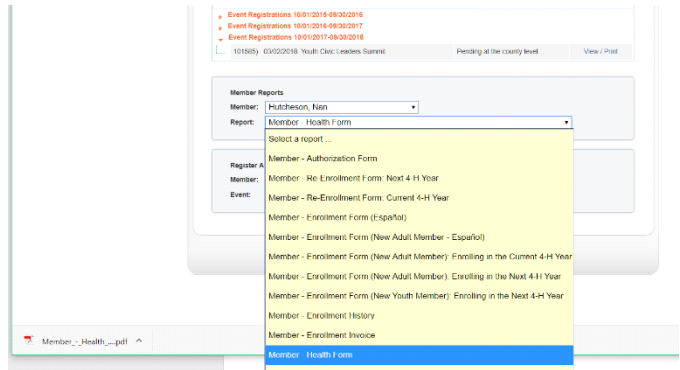 Event Registrations 10/01/2015-09/30/2016
Event Registrations 10/01/2016-09/30/2017
Event Registrations 10/01/2017-08/30/2018
101585) 03/02/2018 Youth Civic Leaders Summit Pending at the county level View / Print
Member Reports
Member: Hutcheson, Nan
Report: Member - Health Form
Select a report ...
Register A
Member - Authorization Form
Member: Member - Re-Enrollment Form: Next 4-H Year
Event: Member - Re-Enrollment Form: Current 4-H Year
Member - Enrollment Form (Español)
Member - Enrollment Form (New Adult Member - Español)
Member - Enrollment Form (New Adult Member): Enrolling in the Current 4-H Year
Member - Enrollment Form (New Adult Member): Enrolling in the Next 4-H Year
Member - Enrollment Form (New Youth Member): Enrolling in the Next 4-H Year
Member - Enrollment History
Member - Enrollment Invoice
Member_-_Health_....pdf
Member - Health Form